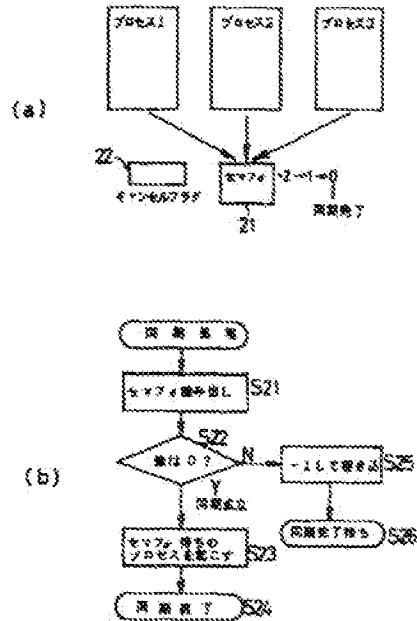 (a)
プロセス1
プロセス2
プロセス3
22
キャンセルフラグ
セマフォ
2→1→0
21
同期完了
(b)
同期処理
セマフォ読み出し
S21
S22
値は0?
N
Y
同期成立
-1して書き込
S25
セマフォ待ちの
プロセスを起こす
S23
同期完了待ち
S26
同期完了
S24